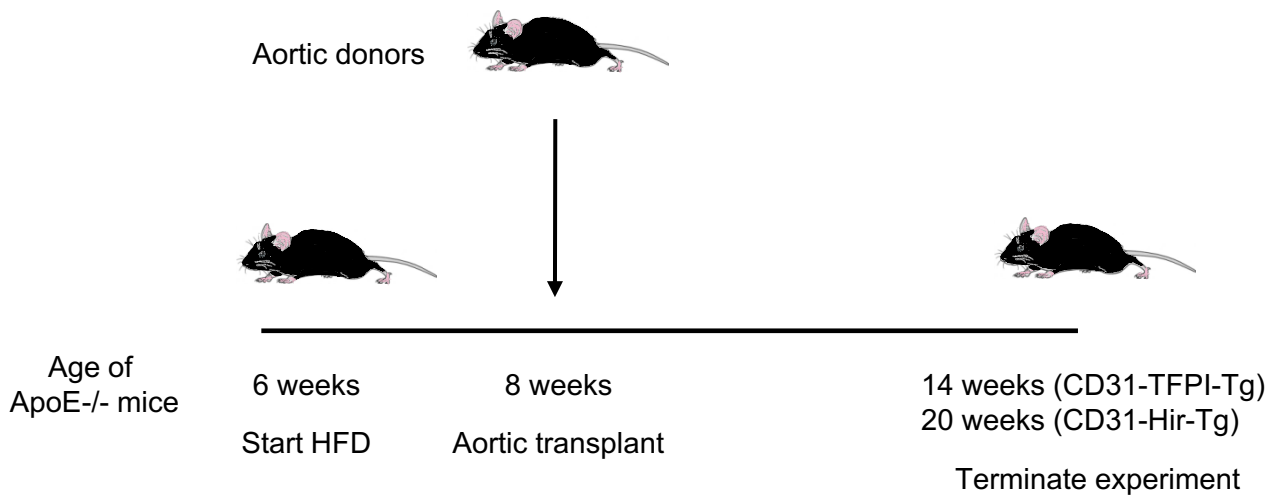 Aortic donors
Age of
ApoE-/- mice
6 weeks
Start HFD
8 weeks
Aortic transplant
14 weeks (CD31-TFPI-Tg)
20 weeks (CD31-Hir-Tg)
Terminate experiment